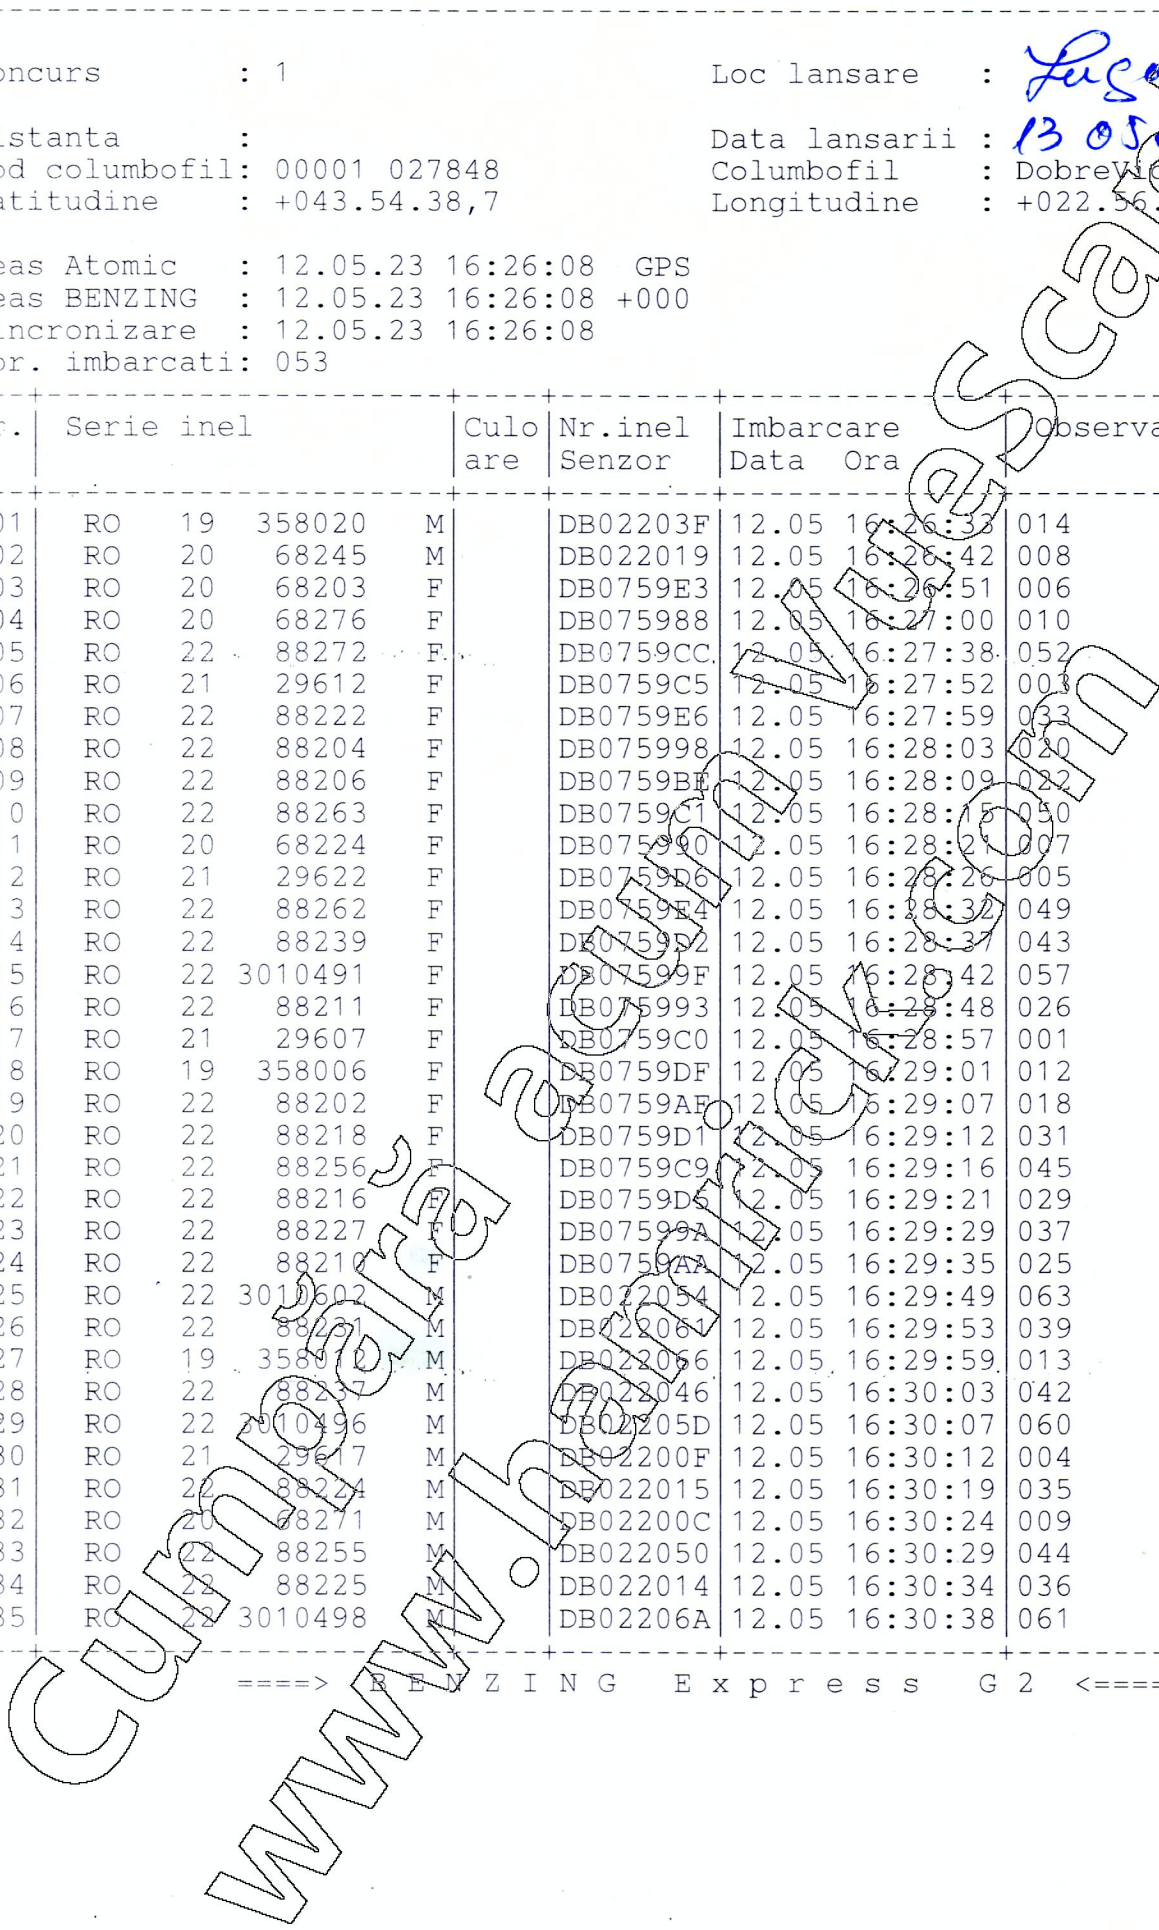 oncurs : 1 Loc lansare :
istanta : Data lansarii : 13
od columbofil: 00001 027848 Columbofil :
atitudine : +043.54.38,7 Longitudine : +022.56.
eas Atomic : 12.05.23 16:26:08 GPS
eas BENZING : 12.05.23 16:26:08 +000
incronizare : 12.05.23 16:26:08
or. imbarcati: 053
r. Serie inel Culo Nr.inel Imbarcare Observa
are Senzor Data Ora
01 RO 19 358020 M DB02203F 12.05 16:26:33 014
02 RO 20 68245 M DB022019 12.05 16:26:42 008
03 RO 20 68203 F DB0759E3 12.05 16:26:51 006
04 RO 20 68276 F DB075988 12.05 16:27:00 010
05 RO 22 88272 F DB0759CC 12.05 16:27:38 052
06 RO 21 29612 F DB0759C5 12.05 16:27:52 003
07 RO 22 88222 F DB0759E6 12.05 16:27:59 033
08 RO 22 88204 F DB075998 12.05 16:28:03 020
09 RO 22 88206 F DB0759BE 12.05 16:28:09 022
10 RO 22 88263 F DB0759C1 12.05 16:28:15 050
11 RO 20 68224 F DB075990 12.05 16:28:21 007
12 RO 21 29622 F DB0759D6 12.05 16:28:26 005
13 RO 22 88262 F DB0759E4 12.05 16:28:32 049
14 RO 22 88239 F DB0759D2 12.05 16:28:37 043
15 RO 22 3010491 F DB07599F 12.05 16:28:42 057
16 RO 22 88211 F DB075993 12.05 16:28:48 026
17 RO 21 29607 F DB0759C0 12.05 16:28:57 001
18 RO 19 358006 F DB0759DF 12.05 16:29:01 012
19 RO 22 88202 F DB0759AF 12.05 16:29:07 018
20 RO 22 88218 F DB0759D1 12.05 16:29:12 031
21 RO 22 88256 F DB0759C9 12.05 16:29:16 045
22 RO 22 88216 F DB0759D5 12.05 16:29:21 029
23 RO 22 88227 F DB07599A 12.05 16:29:29 037
24 RO 22 88210 F DB0759AA 12.05 16:29:35 025
25 RO 22 3010602 M DB022054 12.05 16:29:49 063
26 RO 22 88231 M DB022061 12.05 16:29:53 039
27 RO 19 358012 M DB022066 12.05 16:29:59 013
28 RO 22 88237 M DB022046 12.05 16:30:03 042
29 RO 22 3010496 M DB02205D 12.05 16:30:07 060
30 RO 21 29617 M DB02200F 12.05 16:30:12 004
31 RO 22 88224 M DB022015 12.05 16:30:19 035
32 RO 20 68271 M DB02200C 12.05 16:30:24 009
33 RO 22 88255 M DB022050 12.05 16:30:29 044
34 RO 22 88225 M DB022014 12.05 16:30:34 036
35 RO 22 3010498 M DB02206A 12.05 16:30:38 061
====> B E N Z I N G E x p r e s s G 2 <====
Cumpără acum VueScan
www.hamrick.com